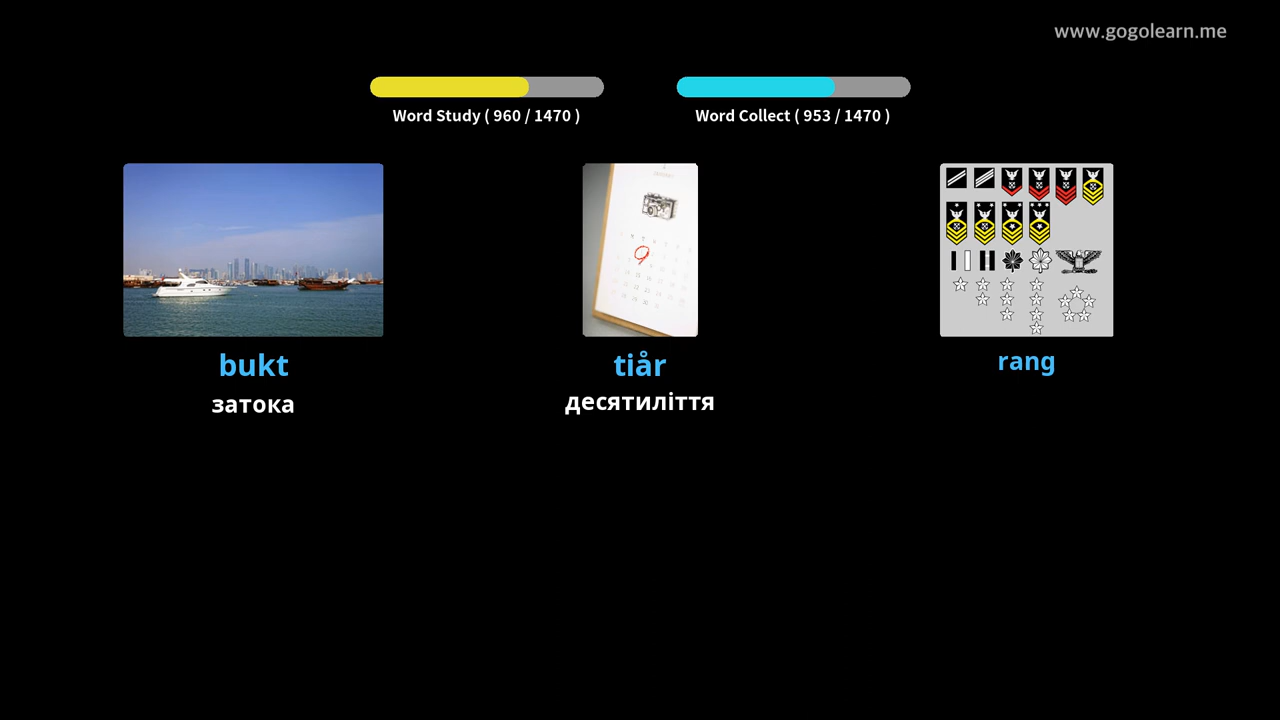 www.gogolearn.me
Word Study ( 960 / 1470 )
Word Collect ( 953 / 1470 )
bukt
затока
tiår
десятиліття
rang